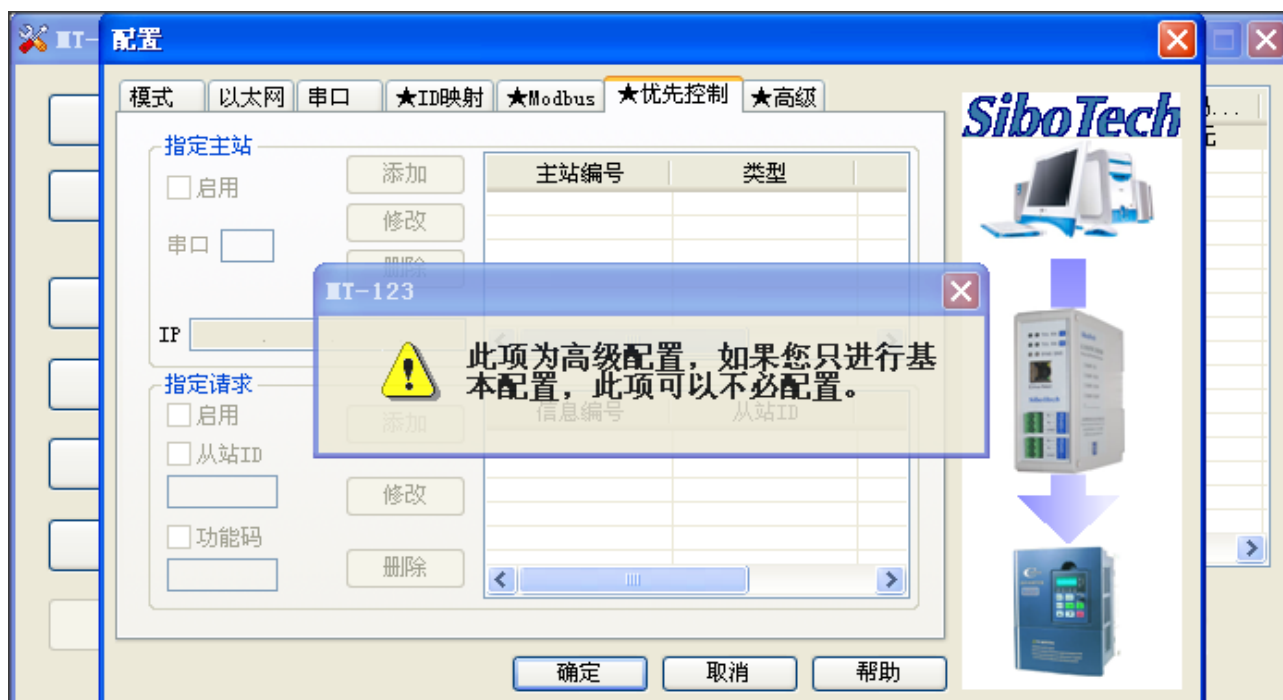 MT-
配置
模式 以太网 串口 ★ID映射 ★Modbus ★优先控制 ★高级
SiboTech
指定主站
启用
添加
主站编号 类型
修改
串口
删除
MT-123
IP
此项为高级配置，如果您只进行基
本配置，此项可以不必配置。
指定请求
启用
添加
信息编号 从站ID
从站ID
修改
功能码
删除
SiboTech
确定 取消 帮助